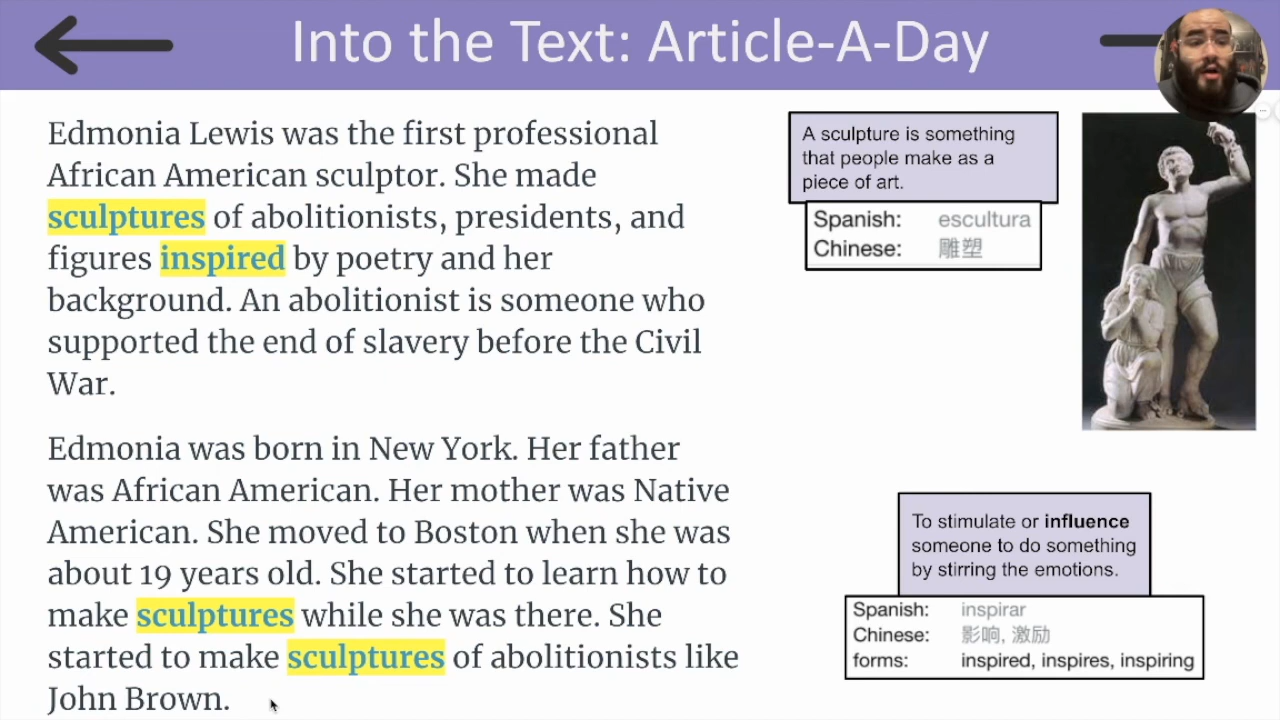 Into the Text: Article-A-Day
Edmonia Lewis was the first professional
African American sculptor. She made
sculptures of abolitionists, presidents, and
figures inspired by poetry and her
background. An abolitionist is someone who
supported the end of slavery before the Civil
War.
Edmonia was born in New York. Her father
was African American. Her mother was Native
American. She moved to Boston when she was
about 19 years old. She started to learn how to
make sculptures while she was there. She
started to make sculptures of abolitionists like
John Brown.
A sculpture is something
that people make as a
piece of art.
Spanish: escultura
Chinese: 雕塑
To stimulate or influence
someone to do something
by stirring the emotions.
Spanish: inspirar
Chinese: 影响, 激励
forms: inspired, inspires, inspiring